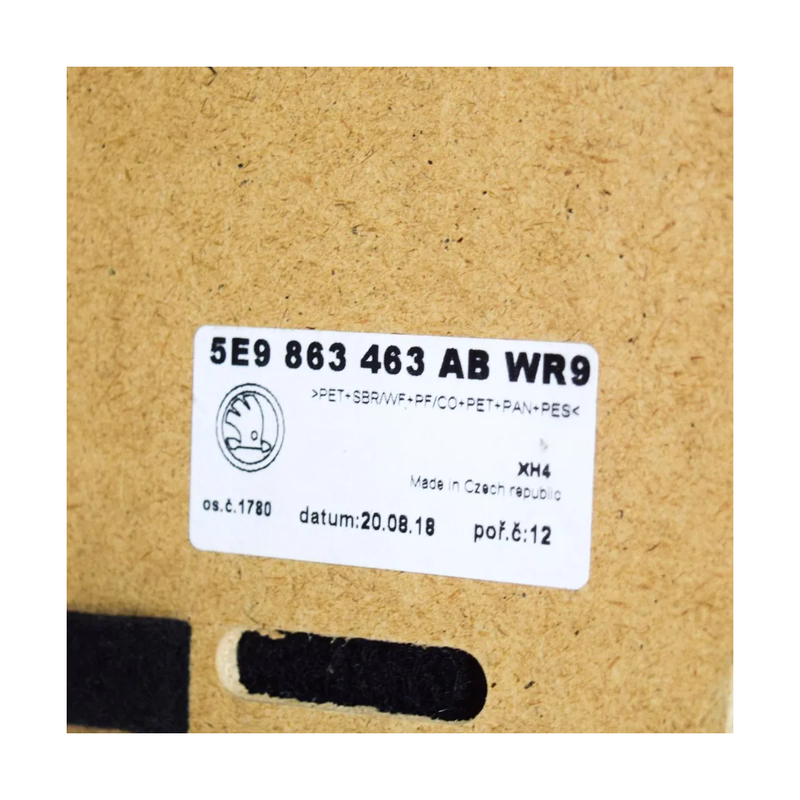 5E9 863 463 AB WR9
>PET+SBR/WF+PF/CO+PET+PAN+PES<
XH4
Made in Czech republic
os.č.1780
datum:20.08.18
poř.č:12